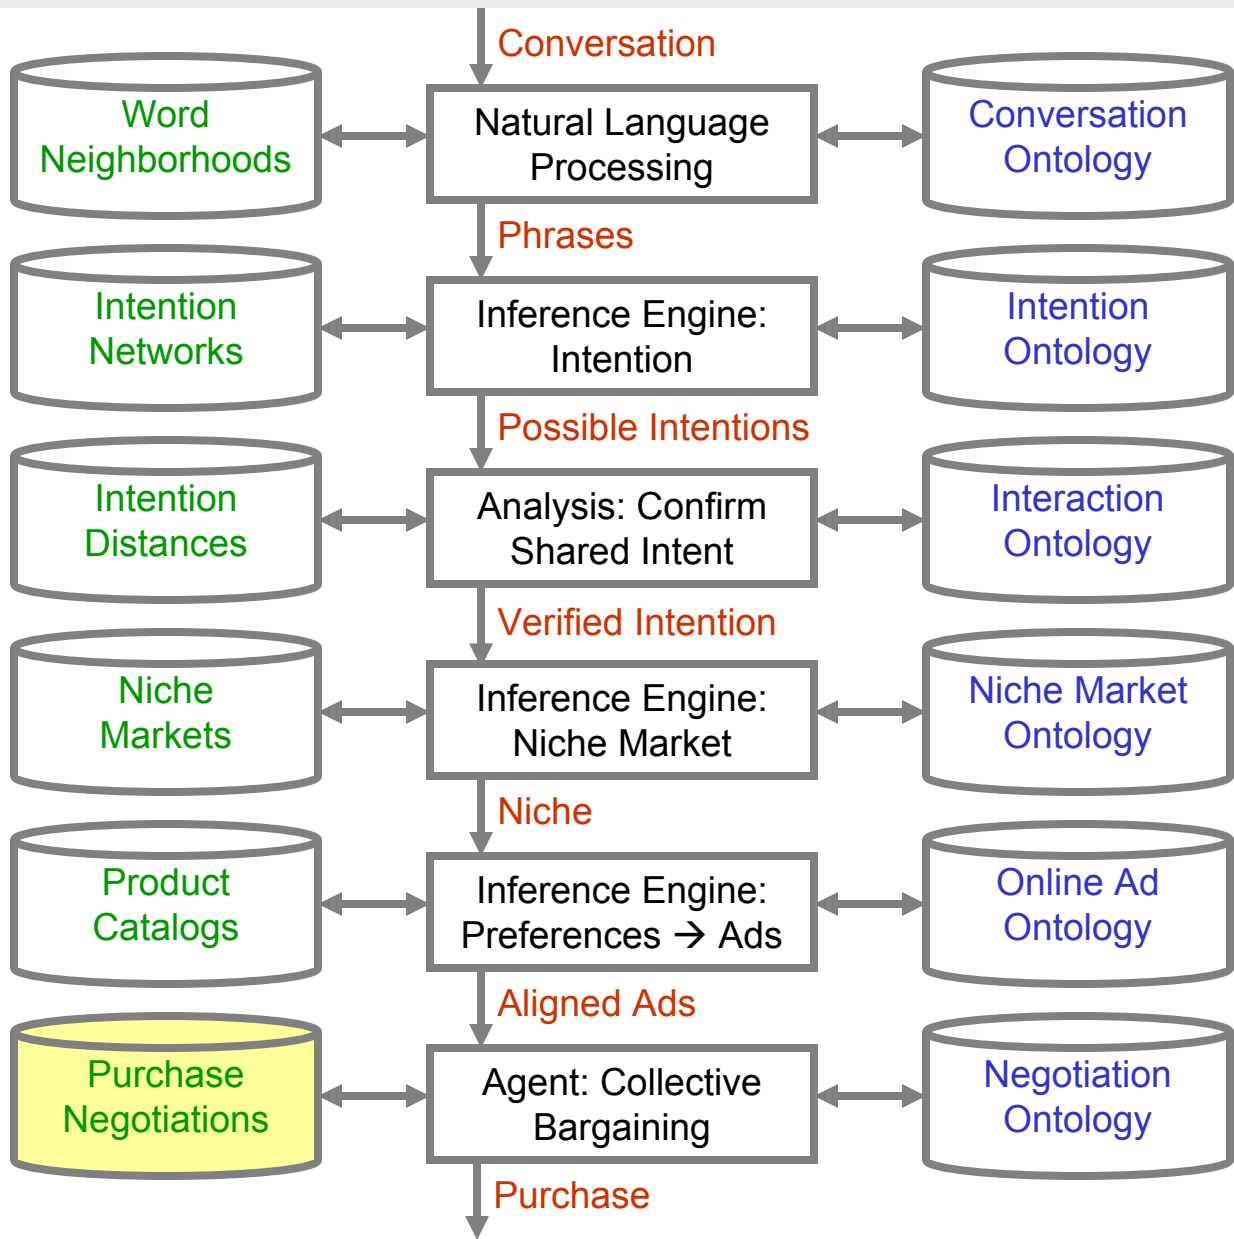 Conversation
Word
Neighborhoods
Natural Language
Processing
Conversation
Ontology
Phrases
Intention
Networks
Inference Engine:
Intention
Intention
Ontology
Possible Intentions
Intention
Distances
Analysis: Confirm
Shared Intent
Interaction
Ontology
Verified Intention
Niche
Markets
Inference Engine:
Niche Market
Niche Market
Ontology
Niche
Product
Catalogs
Inference Engine:
Preferences → Ads
Online Ad
Ontology
Aligned Ads
Purchase
Negotiations
Agent: Collective
Bargaining
Negotiation
Ontology
Purchase